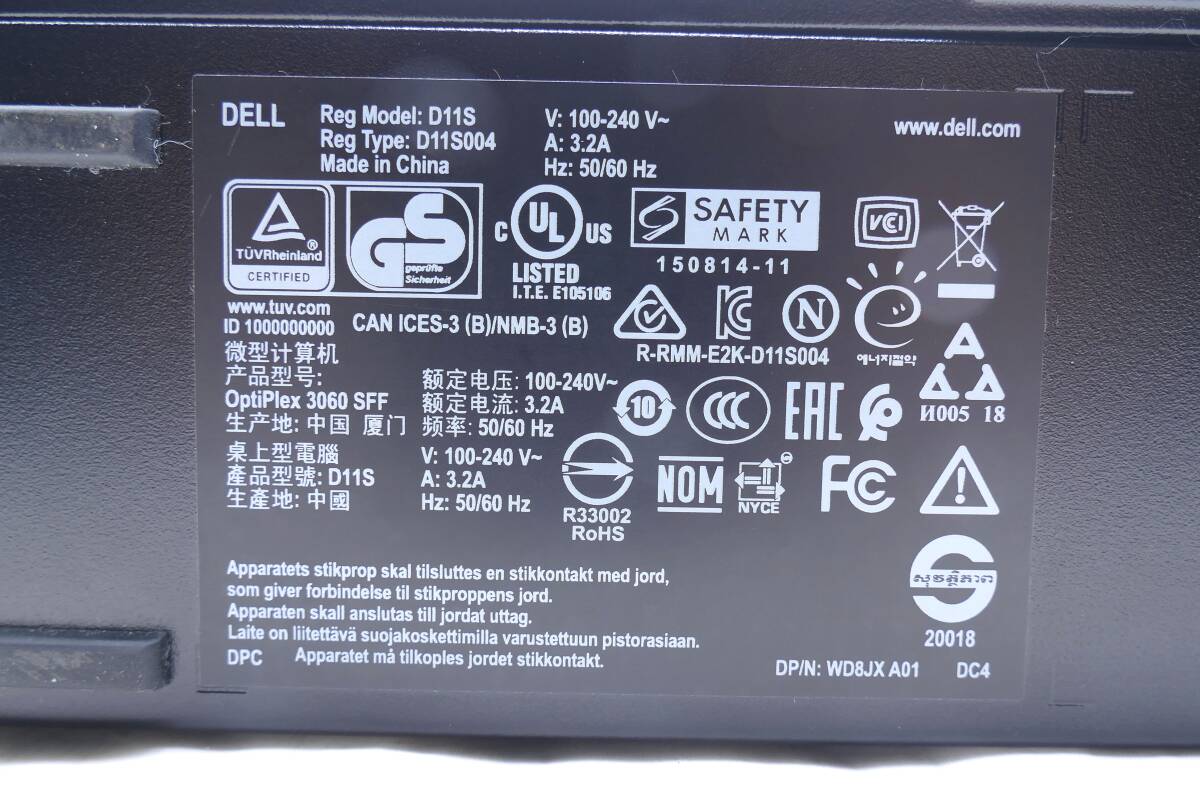 DELL
Reg Model: D11S
Reg Type: D11S004
Made in China
V: 100-240 V~
A: 3.2A
Hz: 50/60 Hz
www.dell.com
TÜVRheinland®
CERTIFIED
GS
geprüfte
Sicherheit
www.tuv.com
ID 1000000000
C UL US
LISTED
I.T.E. E105106
SAFETY
MARK
150814-11
VCI
CAN ICES-3 (B)/NMB-3 (B)
R-RMM-E2K-D11S004
에너지절약
И005 18
微型计算机
产品型号:
OptiPlex 3060 SFF
生产地: 中国 厦门
额定电压: 100-240V~
额定电流: 3.2A
频率: 50/60 Hz
10
CCC
EAC
桌上型電腦
產品型號: D11S
生產地: 中國
V: 100-240 V~
A: 3.2A
Hz: 50/60 Hz
R33002
RoHS
NOM
NYCE
FC
សុវត្ថិភាព
20018
Apparatets stikprop skal tilsluttes en stikkontakt med jord,
som giver forbindelse til stikproppens jord.
Apparaten skall anslutas till jordat uttag.
Laite on liitettävä suojakoskettimilla varustettuun pistorasiaan.
DPC Apparatet må tilkoples jordet stikkontakt.
DP/N: WD8JX A01 DC4